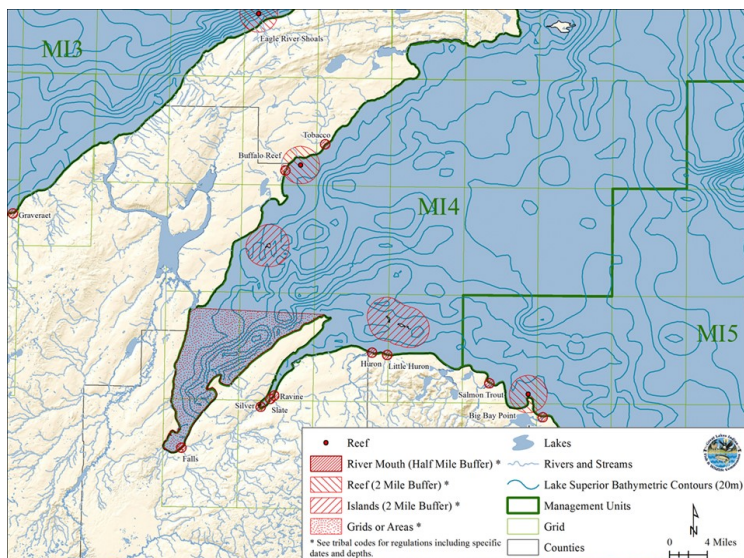 MI3
Eagle River Shoals
Tobacco
Buffalo Reef
MI4
Graveraet
MI5
Huron
Little Huron
Salmon Trout
Ravine
Silver
Slate
Big Bay Point
Falls
Reef
River Mouth (Half Mile Buffer) *
Reef (2 Mile Buffer) *
Islands (2 Mile Buffer) *
Grids or Areas *
* See tribal codes for regulations including specific
dates and depths.
Lakes
Rivers and Streams
Lake Superior Bathymetric Contours (20m)
Management Units
Grid
Counties
N
0 4 Miles